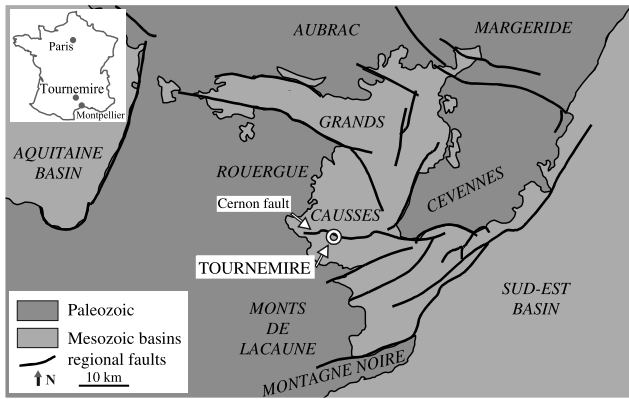 AUBRAC
MARGERIDE
Paris
Tournemire
Montpellier
GRANDS
AQUITAINE
BASIN
ROUERGUE
CEVENNES
Cernon fault
CAUSSES
TOURNEMIRE
SUD-EST
BASIN
MONTS
DE
LACAUNE
MONTAGNE NOIRE
Paleozoic
Mesozoic basins
regional faults
N
10 km